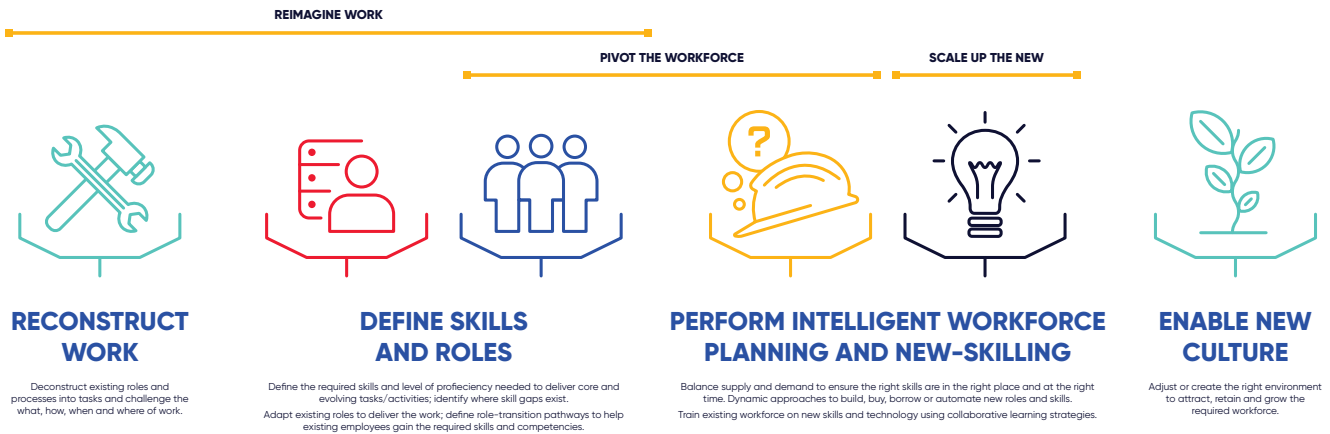 REIMAGINE WORK
PIVOT THE WORKFORCE
SCALE UP THE NEW
?
RECONSTRUCT
WORK
Deconstruct existing roles and
processes into tasks and challenge the
what, how, when and where of work.
DEFINE SKILLS
AND ROLES
Define the required skills and level of profieciency needed to deliver core and
evolving tasks/activities; identify where skill gaps exist.
Adapt existing roles to deliver the work; define role-transition pathways to help
existing employees gain the required skills and competencies.
PERFORM INTELLIGENT WORKFORCE
PLANNING AND NEW-SKILLING
Balance supply and demand to ensure the right skills are in the right place and at the right
time. Dynamic approaches to build, buy, borrow or automate new roles and skills.
Train existing workforce on new skills and technology using collaborative learning strategies.
ENABLE NEW
CULTURE
Adjust or create the right environment
to attract, retain and grow the
required workforce.